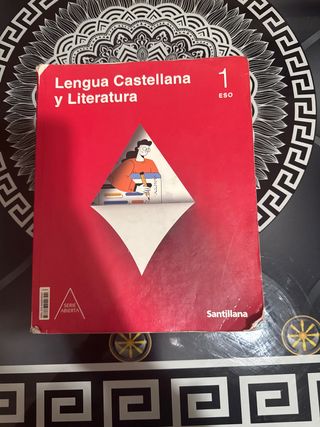 Lengua Castellana
y Literatura
1
ESO
SERIE
ABIERTA
Santillana